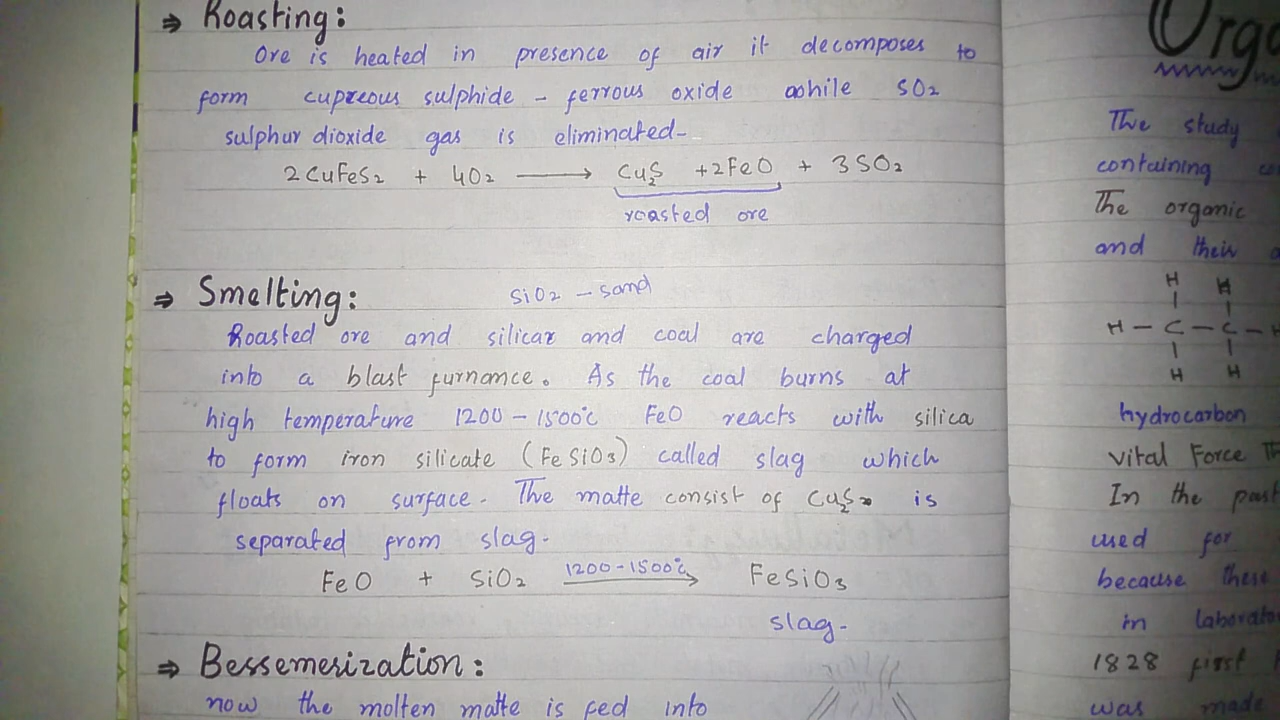 ⇒ Roasting:
Ore is heated in presence of air it decomposes to
form cupreous sulphide - ferrous oxide while SO2
sulphur dioxide gas is eliminated-
2CuFeS2 + 4O2 ⟶ Cu2S +2FeO + 3SO2
roasted ore
⇒ Smelting:
SiO2 - sand
Roasted ore and silicar and coal are charged
into a blast furnance. As the coal burns at
high temperature 1200-1500°c FeO reacts with silica
to form iron silicate (FeSiO3) called slag which
floats on surface. The matte consist of Cu2S is
separated from slag.
FeO + SiO2 1200-1500°c ⟶ FeSiO3
slag-
⇒ Bessemerization:
now the molten matte is fed into
Orga
The study
containing
The organic
and their
H H
H - C - C -
H H
hydrocarbon
vital Force
In the past
used for
because these
in laborato
1828 first
was made